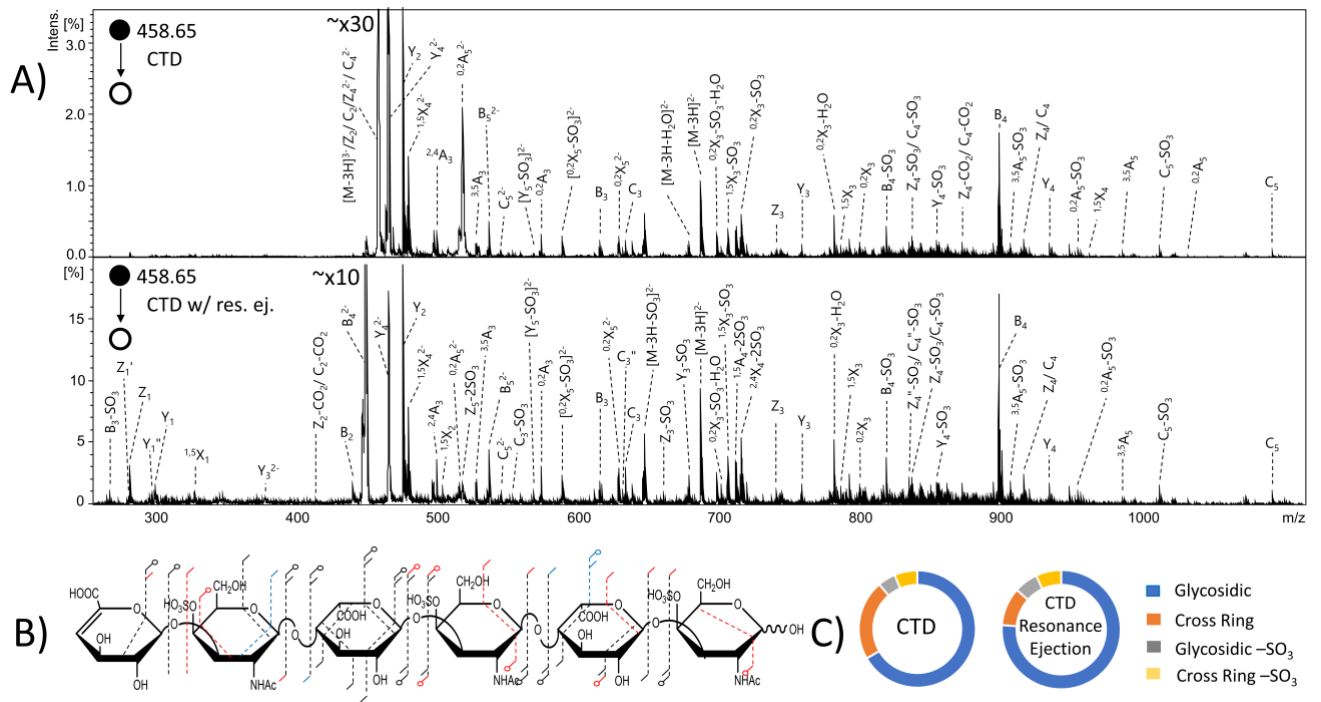 A)
Intens.
[%]
3.0
2.0
1.0
0.0
458.65
CTD
~x30
[M-3H]³⁻/Z₂/ C₂/Z₄²⁻/ C₄²⁻
Y₂
Y₄²⁻
¹,⁵X₄²⁻
²,⁴A₃
⁰,²A₅²⁻
³,⁵A₃
B₅²⁻
C₅²⁻
[Y₅-SO₃]²⁻
⁰,²A₃
[⁰,²X₅-SO₃]²⁻
B₃
⁰,²X₅²⁻
C₃
[M-3H-H₂O]²⁻
[M-3H]²⁻
⁰,²X₃-SO₃-H₂O
¹,⁵X₃-SO₃
⁰,²X₃-SO₃
Z₃
Y₃
⁰,²X₃-H₂O
¹,⁵X₃
⁰,²X₃
B₄-SO₃
Z₄-SO₃/ C₄-SO₃
Y₄-SO₃
Z₄-CO₂/ C₄-CO₂
B₄
³,⁵A₅-SO₃
Z₄/ C₄
Y₄
⁰,²A₅-SO₃
¹,⁵X₄
³,⁵A₅
C₅-SO₃
⁰,²A₅
C₅
[%]
15
10
5
0
458.65
CTD w/ res. ej.
~x10
B₃-SO₃
Z₁'
Z₁
Y₁''
Y₁
¹,⁵X₁
Y₃²⁻
Z₂-CO₂/ C₂-CO₂
B₂
B₄²⁻
Y₄²⁻
Y₂
¹,⁵X₄²⁻
²,⁴A₃
¹,⁵X₂
⁰,²A₅²⁻
Z₅-2SO₃
³,⁵A₃
B₅²⁻
C₅²⁻
C₃-SO₃
[Y₅-SO₃]²⁻
⁰,²A₃
[⁰,²X₅-SO₃]²⁻
B₃
⁰,²X₅²⁻
C₃''
C₃
[M-3H-SO₃]²⁻
Z₃-SO₃
Y₃-SO₃
[M-3H]²⁻
⁰,²X₃-SO₃-H₂O
¹,⁵X₃-SO₃
¹,⁵A₄-2SO₃
²,⁴X₄-2SO₃
Z₃
Y₃
⁰,²X₃-H₂O
¹,⁵X₃
⁰,²X₃
B₄-SO₃
Z₄''-SO₃/ C₄''-SO₃
Z₄-SO₃/C₄-SO₃
Y₄-SO₃
B₄
³,⁵A₅-SO₃
Z₄/ C₄
Y₄
⁰,²A₅-SO₃
³,⁵A₅
C₅-SO₃
C₅
300 400 500 600 700 800 900 1000 m/z
B)
HOOC
O
OH
OH
O
HO₃SO
CH₂OH
O
NHAc
O
COOH
O
OH
OH
O
HO₃SO
CH₂OH
O
NHAc
O
COOH
O
OH
OH
O
HO₃SO
CH₂OH
O
OH
NHAc
C)
CTD
CTD
Resonance
Ejection
Glycosidic
Cross Ring
Glycosidic –SO₃
Cross Ring –SO₃